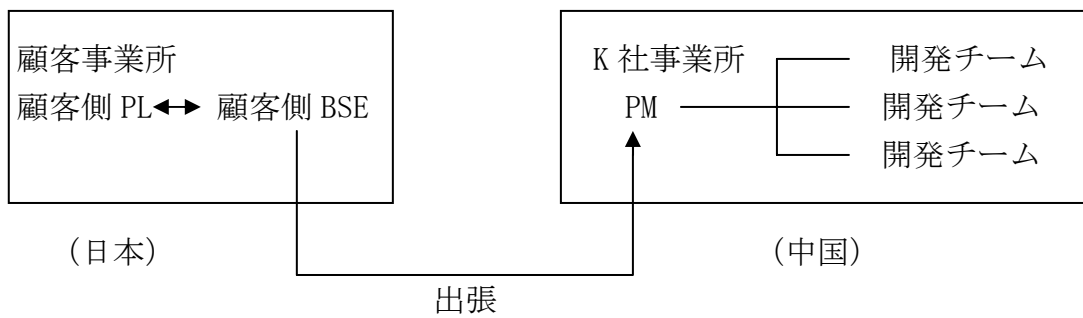 顧客事業所
顧客側 PL 顧客側 BSE
K 社事業所
PM
開発チーム
開発チーム
開発チーム
(日本)
(中国)
出張